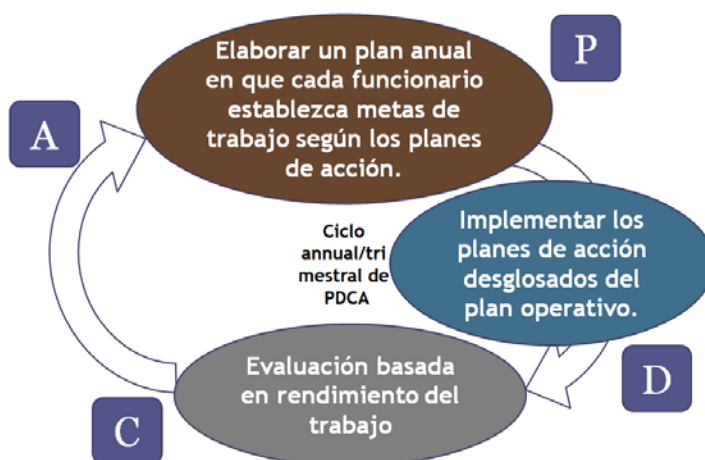 Elaborar un plan anual
en que cada funcionario
establezca metas de
trabajo según los planes
de acción.
P
A
Implementar los
planes de acción
desglosados del
plan operativo.
Ciclo
annual/tri
mestral de
PDCA
Evaluación basada
en rendimiento del
trabajo
D
C